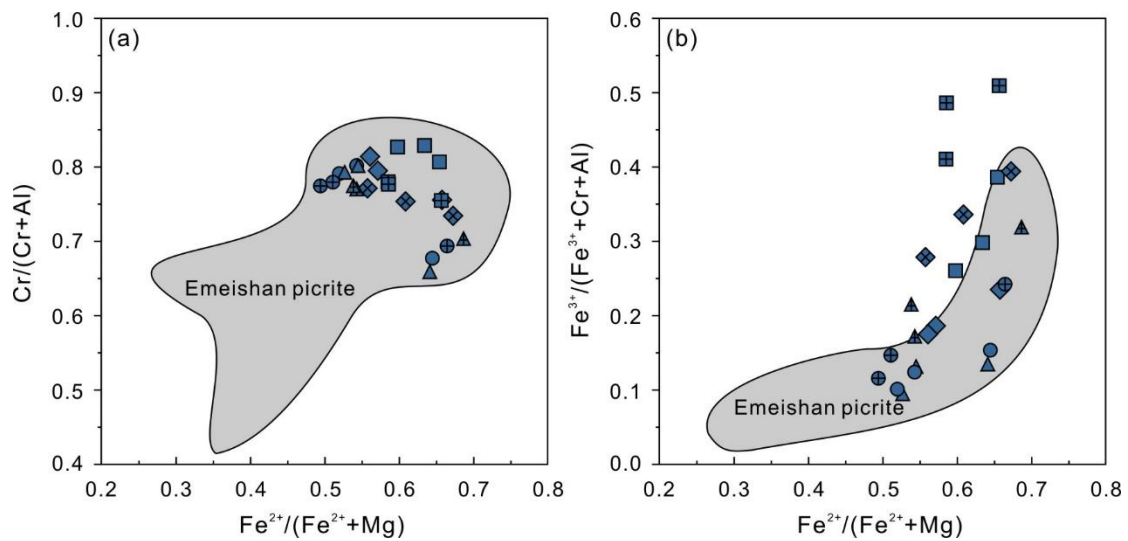 (a)
1.0
0.9
0.8
0.7
0.6
0.5
0.4
Cr/(Cr+Al)
Emeishan picrite
0.2 0.3 0.4 0.5 0.6 0.7 0.8
Fe²⁺/(Fe²⁺+Mg)
(b)
0.6
0.5
0.4
0.3
0.2
0.1
0.0
Fe³⁺/(Fe³⁺+Cr+Al)
Emeishan picrite
0.2 0.3 0.4 0.5 0.6 0.7 0.8
Fe²⁺/(Fe²⁺+Mg)